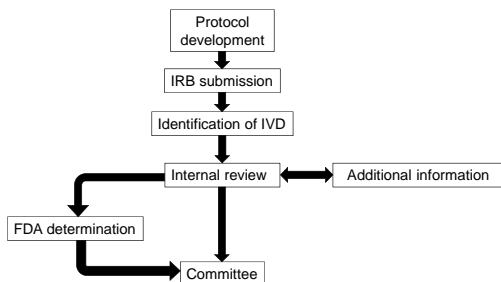 Protocol
development
IRB submission
Identification of IVD
Internal review
Additional information
FDA determination
Committee